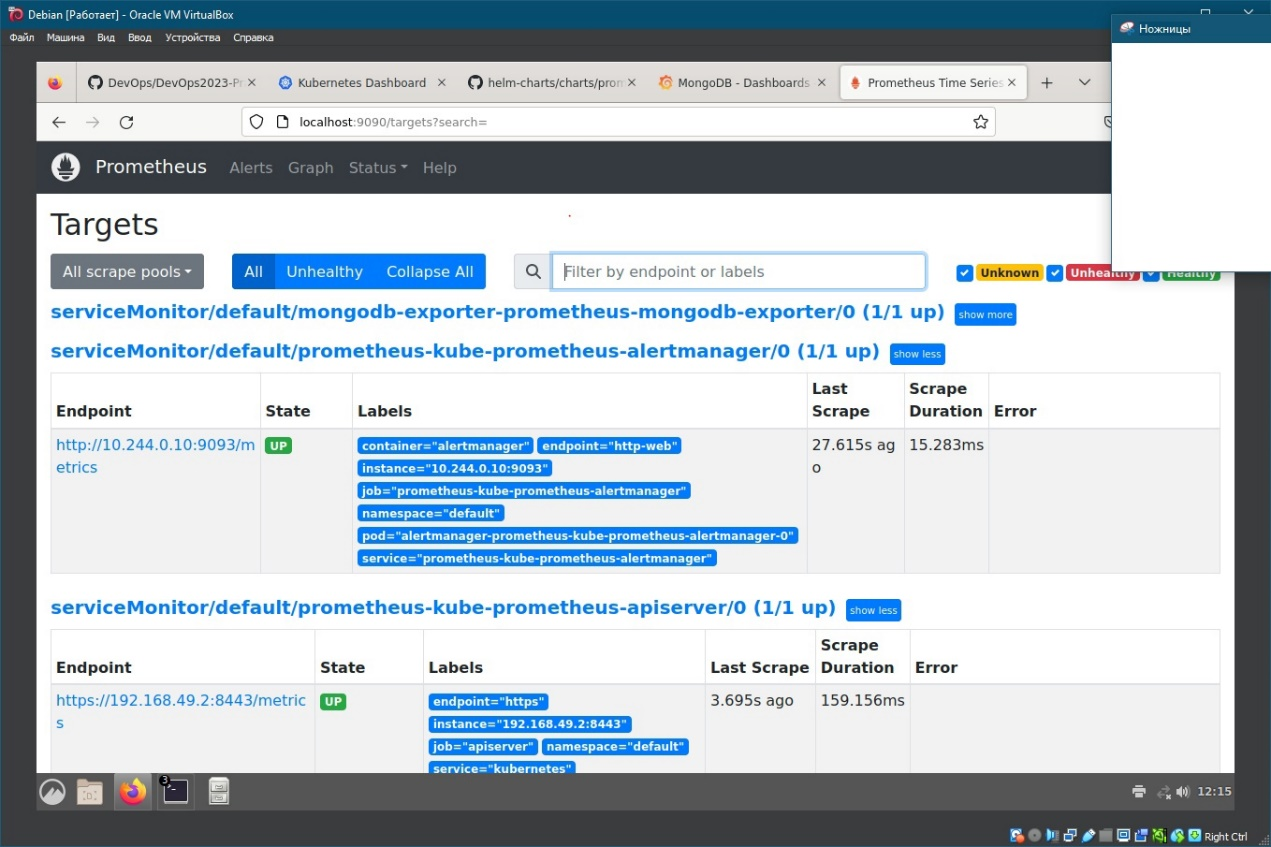 Debian [Работает] - Oracle VM VirtualBox
Файл Машина Вид Ввод Устройства Справка
Ножницы
DevOps/DevOps2023-Pr
Kubernetes Dashboard
helm-charts/charts/prom
MongoDB - Dashboards
Prometheus Time Series
localhost:9090/targets?search=
Prometheus Alerts Graph Status Help
Targets
All scrape pools
All Unhealthy Collapse All
Filter by endpoint or labels
Unknown Unhealthy Healthy
serviceMonitor/default/mongodb-exporter-prometheus-mongodb-exporter/0 (1/1 up) show more
serviceMonitor/default/prometheus-kube-prometheus-alertmanager/0 (1/1 up) show less
Endpoint State Labels Last Scrape Scrape Duration Error
http://10.244.0.10:9093/m
etrics
UP
container="alertmanager" endpoint="http-web"
instance="10.244.0.10:9093"
job="prometheus-kube-prometheus-alertmanager"
namespace="default"
pod="alertmanager-prometheus-kube-prometheus-alertmanager-0"
service="prometheus-kube-prometheus-alertmanager"
27.615s ag
o
15.283ms
serviceMonitor/default/prometheus-kube-prometheus-apiserver/0 (1/1 up) show less
Endpoint State Labels Last Scrape Scrape Duration Error
https://192.168.49.2:8443/metric
s
UP
endpoint="https"
instance="192.168.49.2:8443"
job="apiserver" namespace="default"
service="kubernetes"
3.695s ago
159.156ms
3
12:15
Right Ctrl